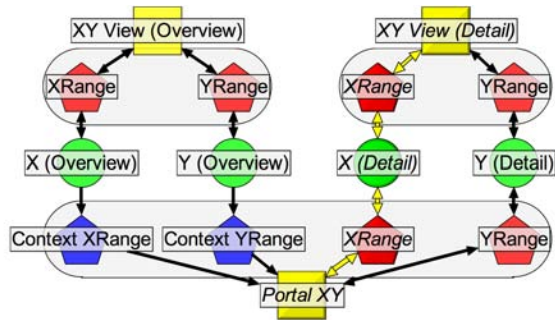 XY View (Overview)
XY View (Detail)
XRange
YRange
XRange
YRange
X (Overview)
Y (Overview)
X (Detail)
Y (Detail)
Context XRange
Context YRange
XRange
YRange
Portal XY